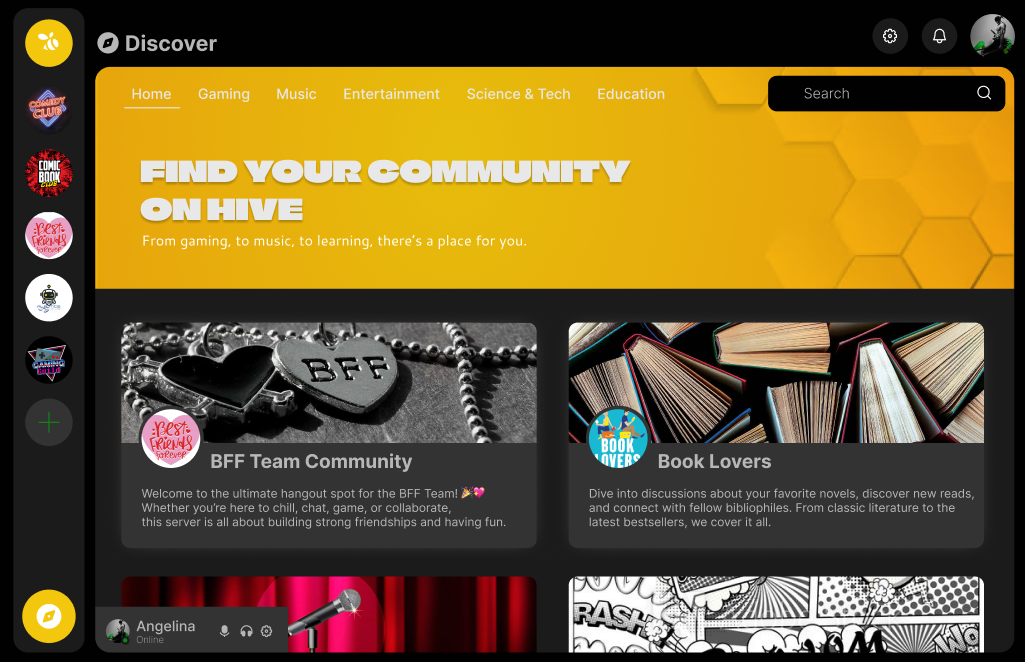 Discover
Home Gaming Music Entertainment Science & Tech Education Search
FIND YOUR COMMUNITY
ON HIVE
From gaming, to music, to learning, there's a place for you.
COMEDY
CLUB
COMIC
BOOK
CLUB
Best
Friends
Forever
GAMING
BFF
Best
Friends
Forever
BFF Team Community
Welcome to the ultimate hangout spot for the BFF Team! 🎉💖
Whether you're here to chill, chat, game, or collaborate,
this server is all about building strong friendships and having fun.
BOOK
LOVERS
Book Lovers
Dive into discussions about your favorite novels, discover new reads,
and connect with fellow bibliophiles. From classic literature to the
latest bestsellers, we cover it all.
Angelina
Online
CRASH